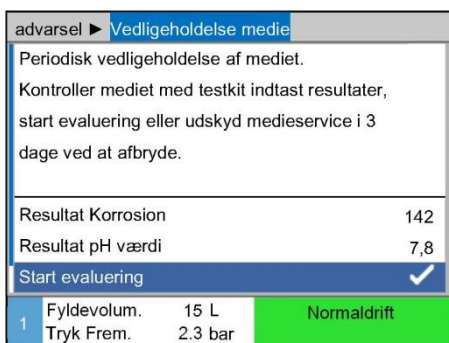 advarsel ► Vedligeholdelse medie
Periodisk vedligeholdelse af mediet.
Kontroller mediet med testkit indtast resultater,
start evaluering eller udskyd medieservice i 3
dage ved at afbryde.
Resultat Korrosion 142
Resultat pH værdi 7,8
Start evaluering ✓
1 Fyldevolum. 15 L Normaldrift
Tryk Frem. 2.3 bar